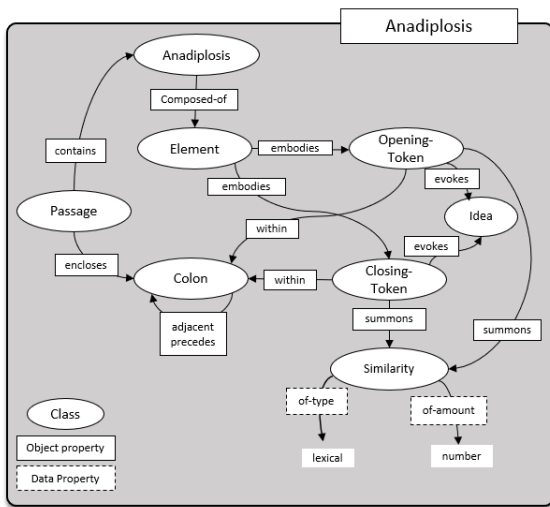 Anadiplosis
Anadiplosis
Composed-of
Element
embodies
Opening-
Token
contains
embodies
evokes
Passage
Idea
within
evokes
encloses
Colon
within
Closing-
Token
adjacent
precedes
summons
summons
Similarity
of-type
of-amount
Class
Object property
lexical
number
Data Property